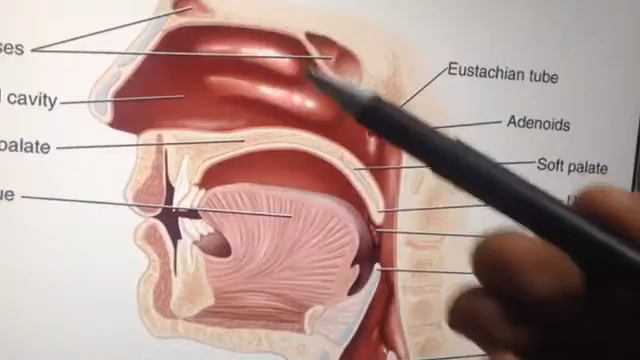 ses
l cavity
palate
ue
Eustachian tube
Adenoids
Soft palate